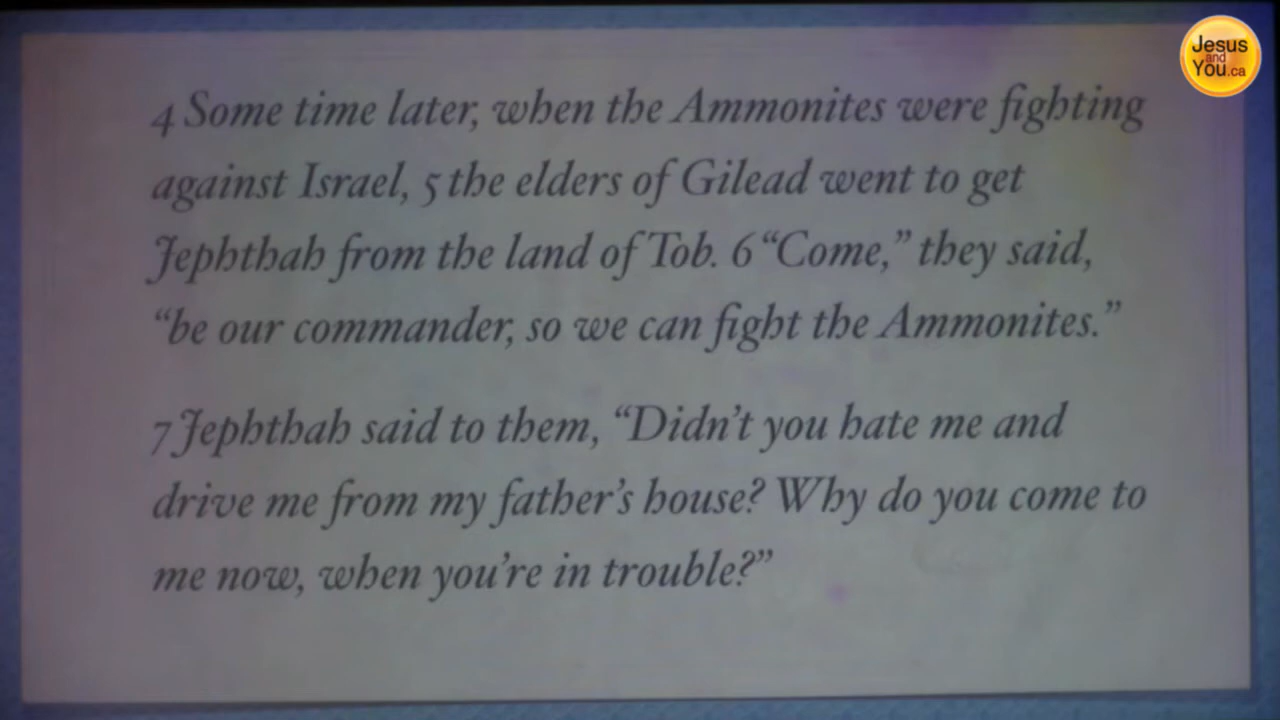 Jesus
and
You.ca
4 Some time later, when the Ammonites were fighting
against Israel, 5 the elders of Gilead went to get
Jephthah from the land of Tob. 6 “Come,” they said,
“be our commander, so we can fight the Ammonites.”
7 Jephthah said to them, “Didn’t you hate me and
drive me from my father’s house? Why do you come to
me now, when you’re in trouble?”